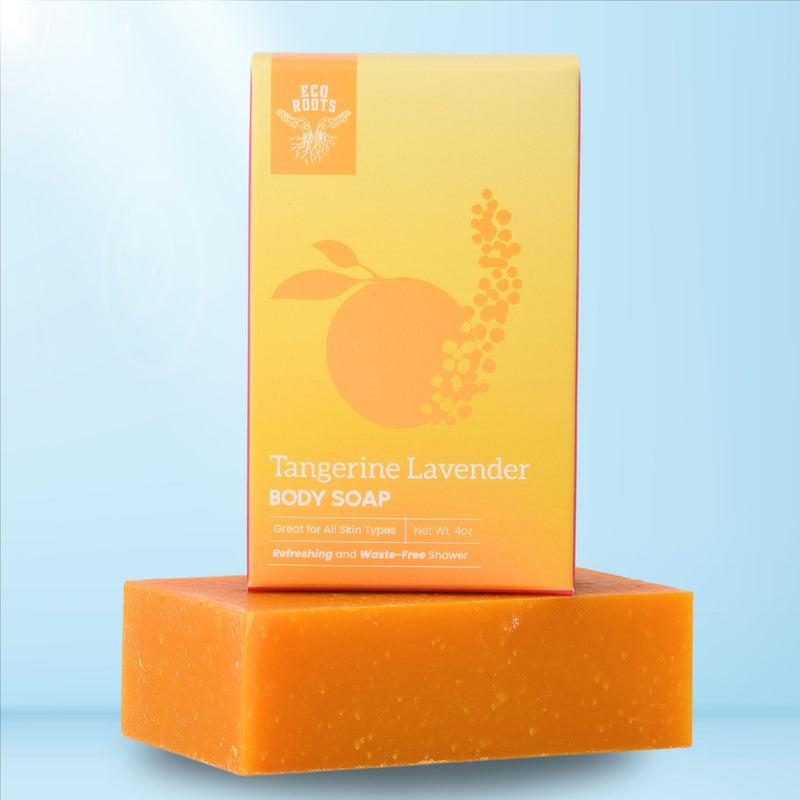 ECO
ROOTS
Tangerine Lavender
BODY SOAP
Great for All Skin Types Net Wt. 4oz
Refreshing and Waste-Free Shower